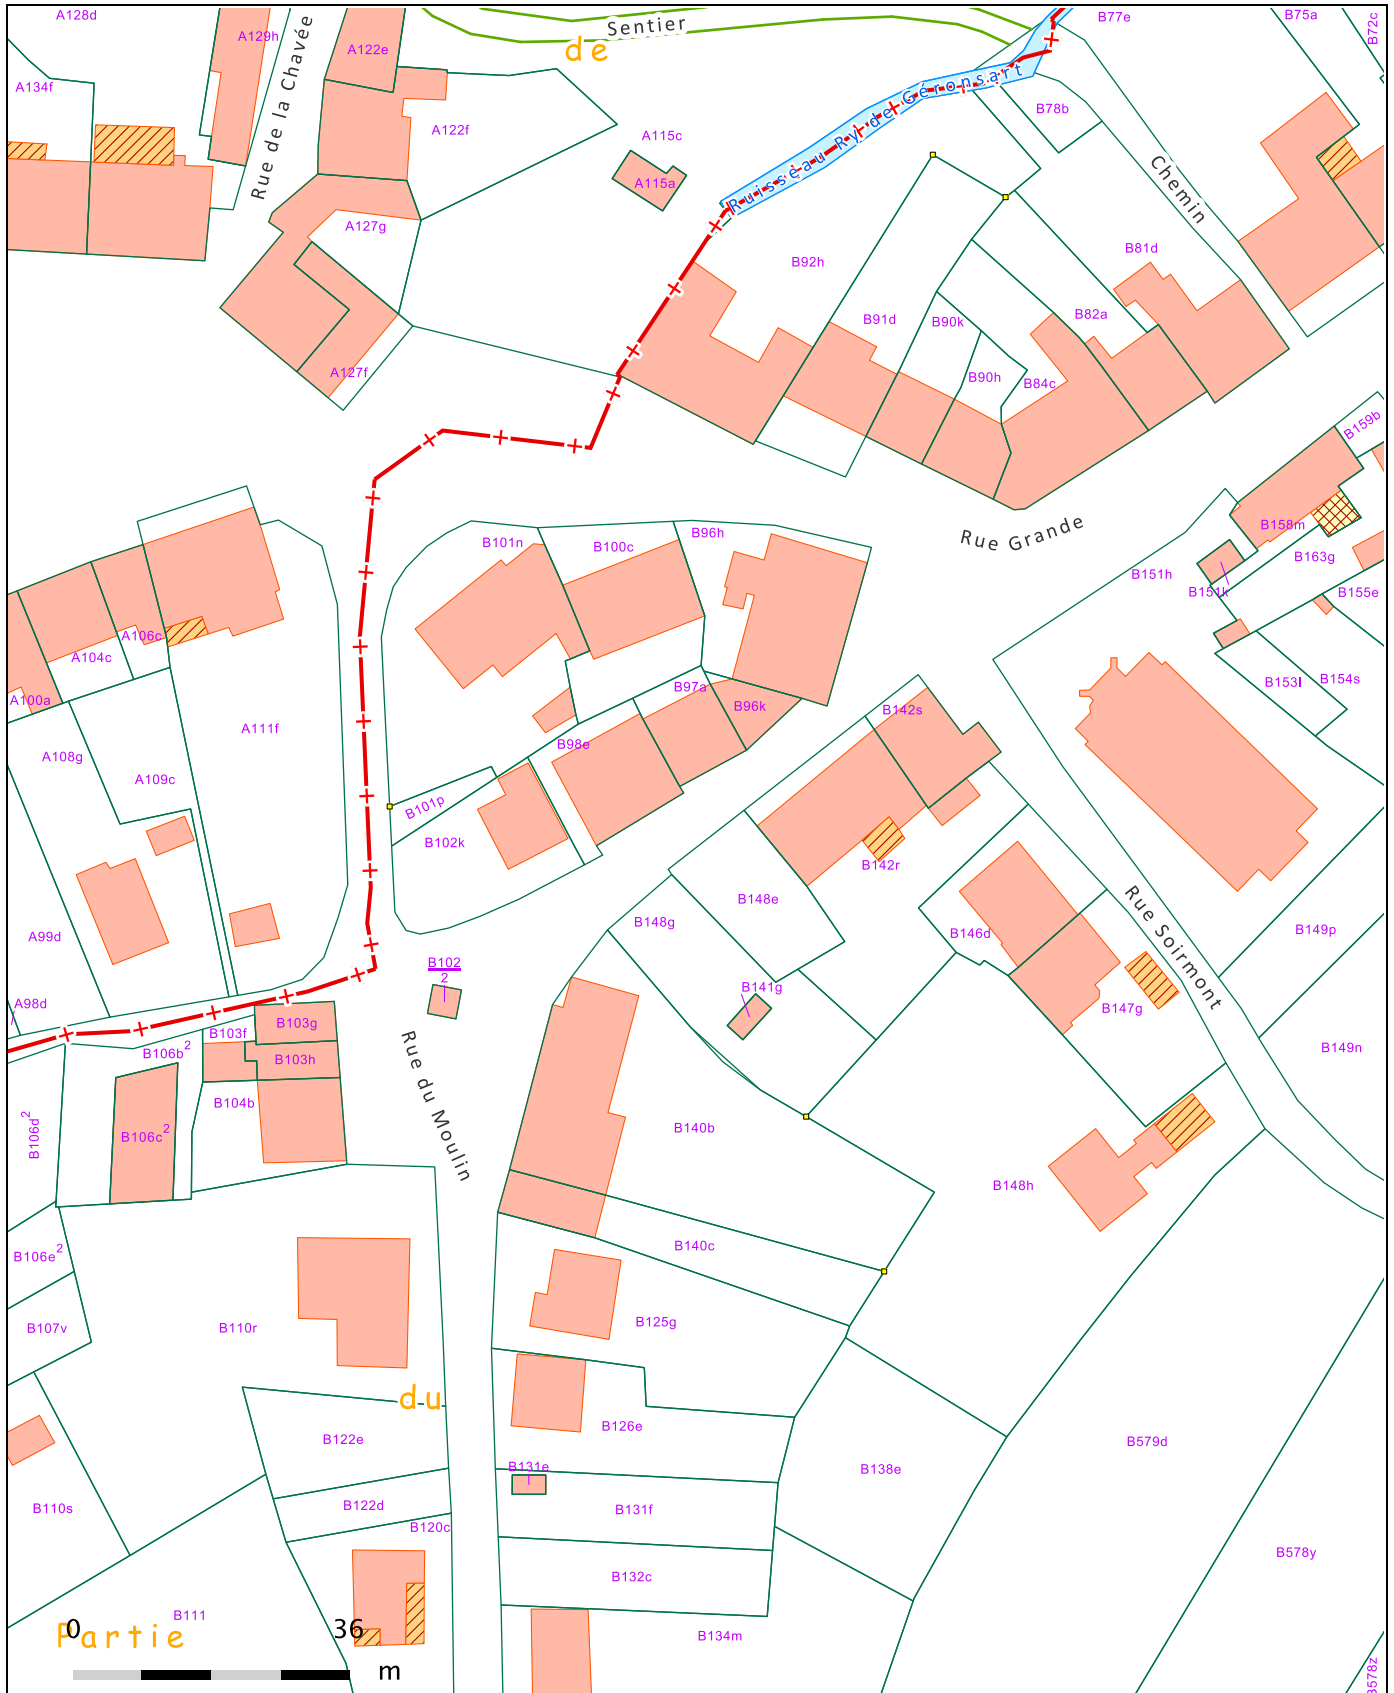 A128d
A129h
Rue de la Chavée
A122e
Sentier
de
B77e
B75a
B72c
A134f
A122f
A115c
A115a
Ruisseau Ry de Géronsart
B78b
Chemin
A127g
B92h
B81d
B91d
B90k
B82a
A127f
B90h
B84c
B159b
Rue Grande
B158m
B101n
B100c
B96h
B163g
B151h
B151k
B155e
A106c
A104c
A100a
B97a
B96k
B153l
B154s
A108g
A111f
B98e
B142s
A109c
B101p
B102k
B142r
B148e
B148g
B146d
Rue Soirmont
A99d
B149p
B102
2
B141g
A98d
B103g
B103f
B147g
B106b2
B103h
B149n
Rue du Moulin
B104b
B106d2
B106c2
B140b
B148h
B106e2
B140c
B107v
B110r
B125g
du
B126e
B122e
B579d
B131e
B138e
B110s
B122d
B131f
B120c
B578y
B132c
B111
0
36
Partie
B134m
m
B578z